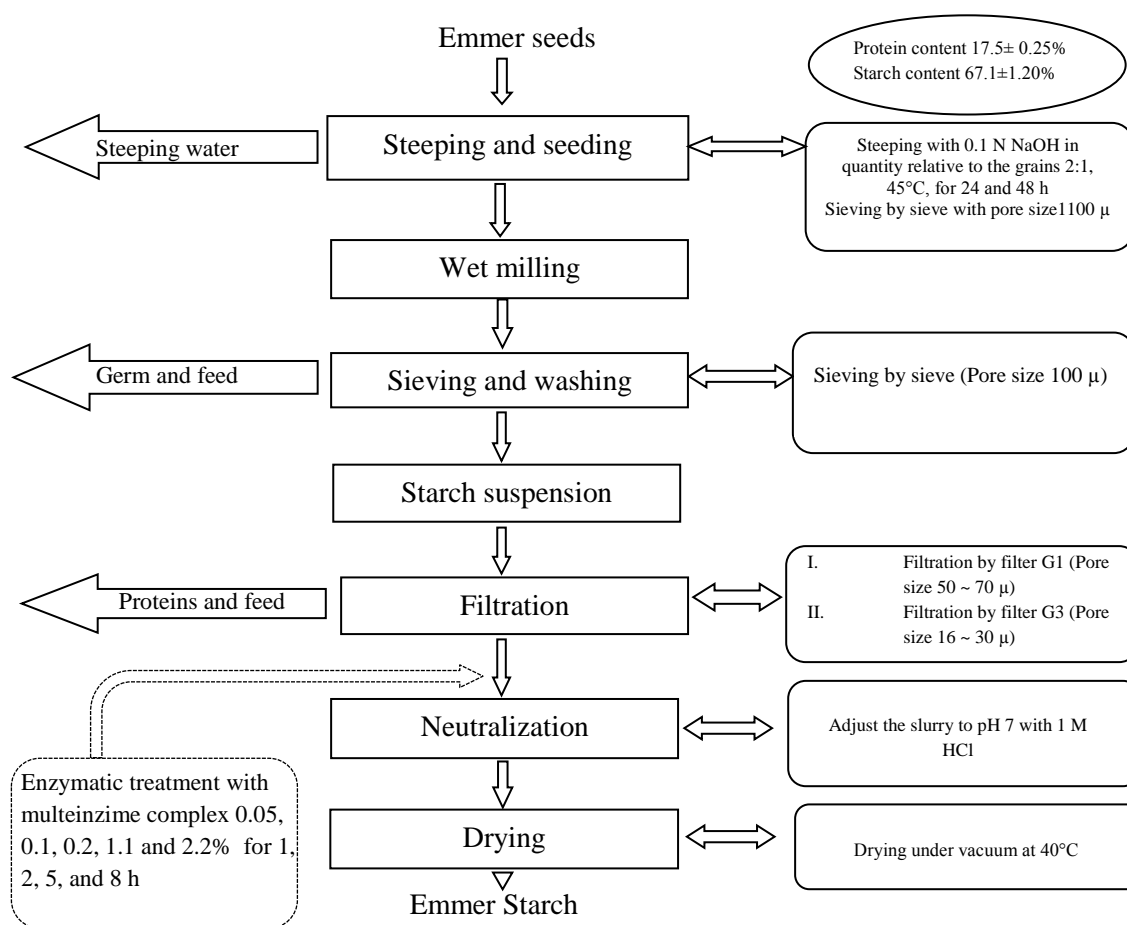 Emmer seeds
Protein content 17.5± 0.25%
Starch content 67.1±1.20%
Steeping water
Steeping and seeding
Steeping with 0.1 N NaOH in
quantity relative to the grains 2:1,
45°C, for 24 and 48 h
Sieving by sieve with pore size1100 µ
Wet milling
Germ and feed
Sieving and washing
Sieving by sieve (Pore size 100 µ)
Starch suspension
Proteins and feed
Filtration
I. Filtration by filter G1 (Pore
size 50 ~ 70 µ)
II. Filtration by filter G3 (Pore
size 16 ~ 30 µ)
Neutralization
Adjust the slurry to pH 7 with 1 M
HCl
Enzymatic treatment with
multeinzime complex 0.05,
0.1, 0.2, 1.1 and 2.2% for 1,
2, 5, and 8 h
Drying
Drying under vacuum at 40°C
Emmer Starch